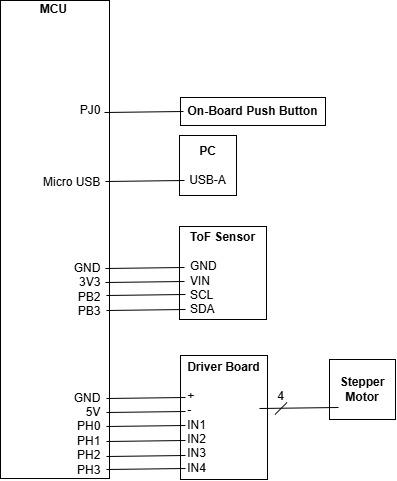 MCU
PJ0 On-Board Push Button
PC
Micro USB USB-A
ToF Sensor
GND GND
3V3 VIN
PB2 SCL
PB3 SDA
Driver Board
Stepper
Motor
4
GND +
5V -
PH0 IN1
PH1 IN2
PH2 IN3
PH3 IN4